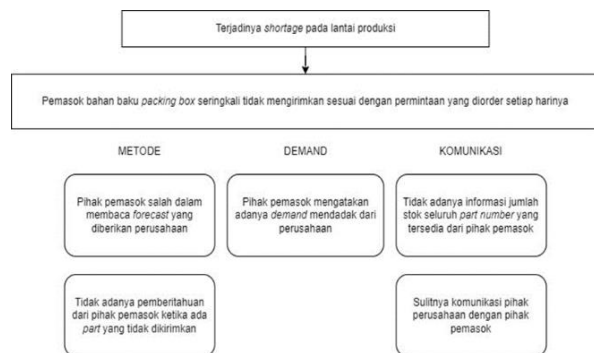 Terjadinya shortage pada lantai produksi
Pemasok bahan baku packing box seringkali tidak mengirimkan sesuai dengan permintaan yang diorder setiap harinya
METODE
Pihak pemasok salah dalam
membaca forecast yang
diberikan perusahaan
Tidak adanya pemberitahuan
dari pihak pemasok ketika ada
part yang tidak dikirimkan
DEMAND
Pihak pemasok mengatakan
adanya demand mendadak dari
perusahaan
KOMUNIKASI
Tidak adanya informasi jumlah
stok seluruh part number yang
tersedia dari pihak pemasok
Sulitnya komunikasi pihak
perusahaan dengan pihak
pemasok